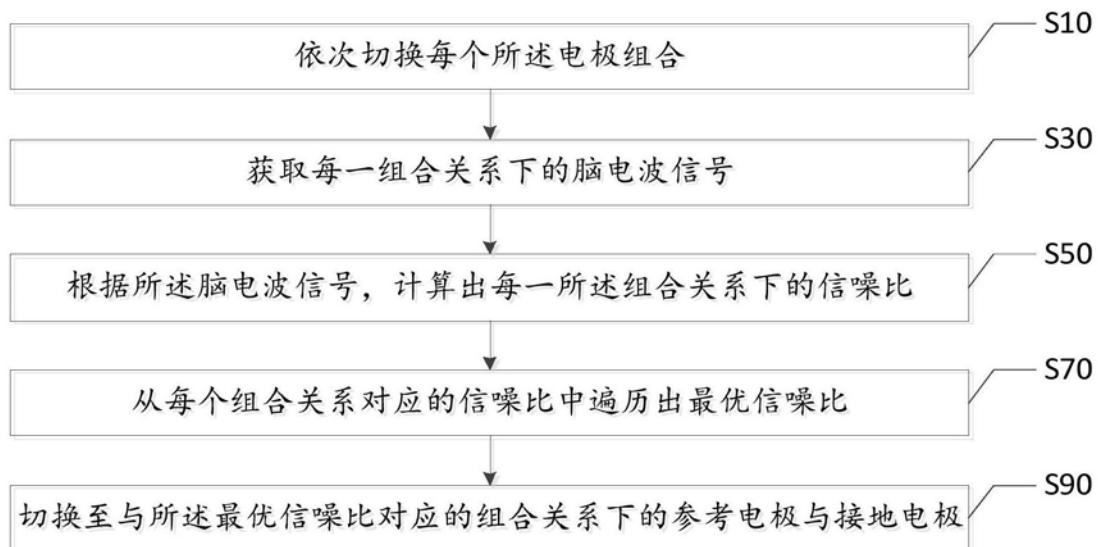 依次切换每个所述电极组合
S10
获取每一组合关系下的脑电波信号
S30
根据所述脑电波信号，计算出每一所述组合关系下的信噪比
S50
从每个组合关系对应的信噪比中遍历出最优信噪比
S70
切换至与所述最优信噪比对应的组合关系下的参考电极与接地电极
S90